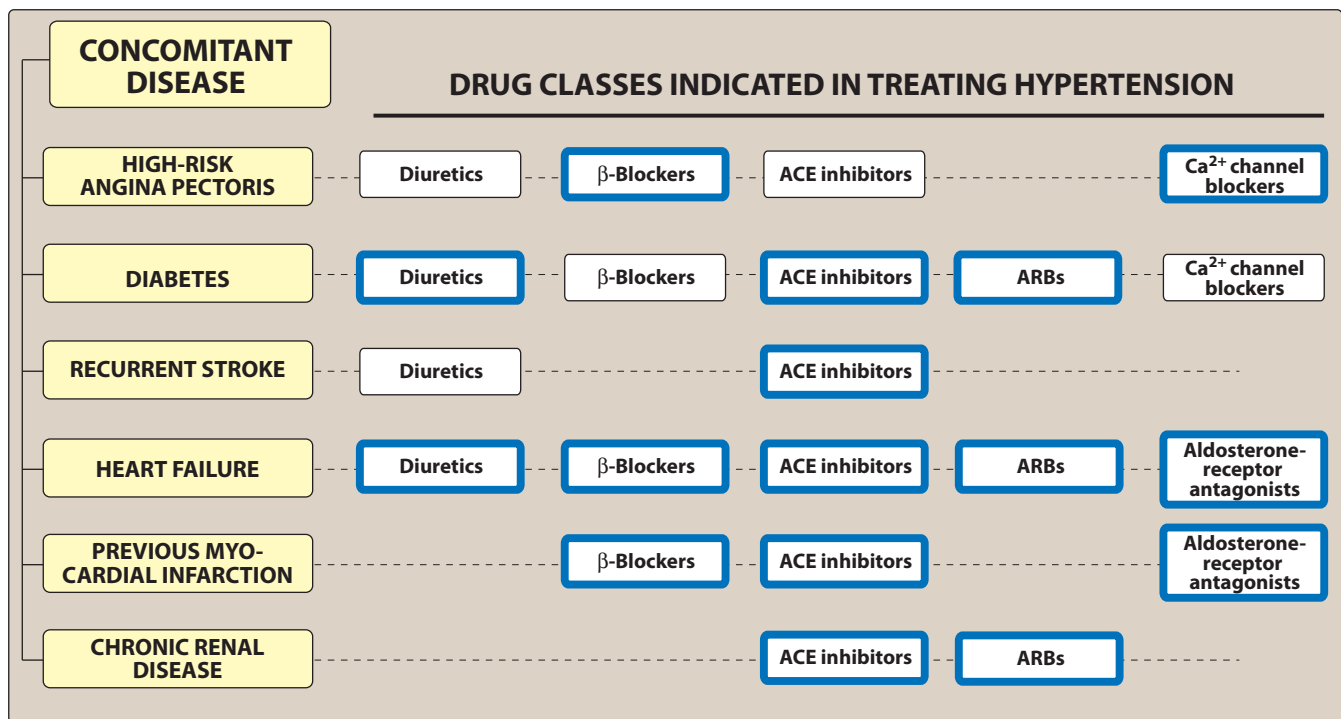 CONCOMITANT
DISEASE
DRUG CLASSES INDICATED IN TREATING HYPERTENSION
HIGH-RISK
ANGINA PECTORIS
Diuretics
β-Blockers
ACE inhibitors
Ca²⁺ channel
blockers
DIABETES
Diuretics
β-Blockers
ACE inhibitors
ARBs
Ca²⁺ channel
blockers
RECURRENT STROKE
Diuretics
ACE inhibitors
HEART FAILURE
Diuretics
β-Blockers
ACE inhibitors
ARBs
Aldosterone-
receptor
antagonists
PREVIOUS MYO-
CARDIAL INFARCTION
β-Blockers
ACE inhibitors
Aldosterone-
receptor
antagonists
CHRONIC RENAL
DISEASE
ACE inhibitors
ARBs